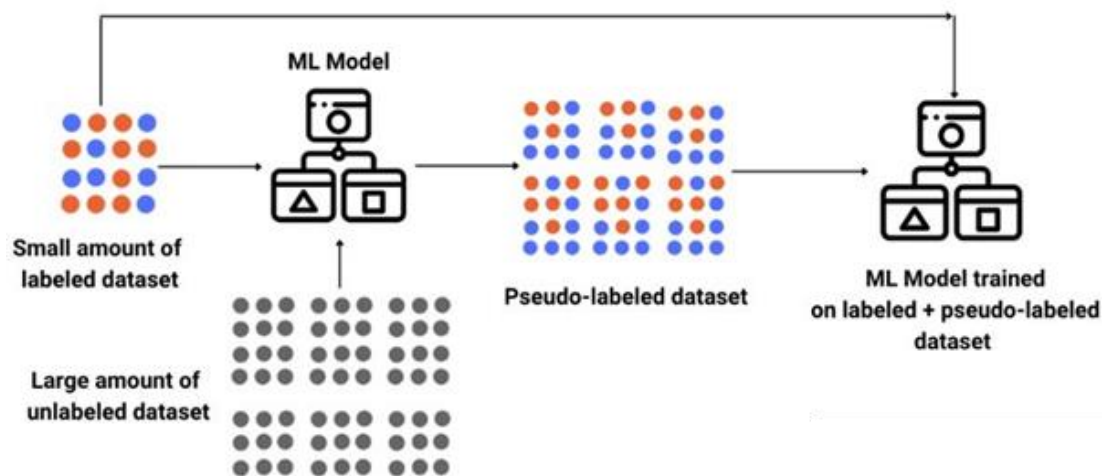 ML Model
Small amount of
labeled dataset
Pseudo-labeled dataset
ML Model trained
on labeled + pseudo-labeled
dataset
Large amount of
unlabeled dataset